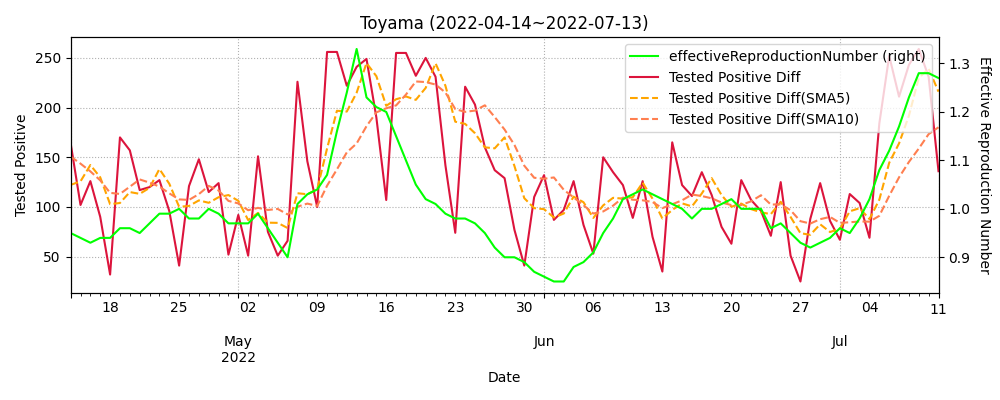 Toyama (2022-04-14~2022-07-13)
effectiveReproductionNumber (right)
Tested Positive Diff
Tested Positive Diff(SMA5)
Tested Positive Diff(SMA10)
Tested Positive
250
200
150
100
50
1.3
1.2
1.1
1.0
0.9
Effective Reproduction Number
18 25 02 09 16 23 30 06 13 20 27 04 11
May Jun Jul
2022
Date